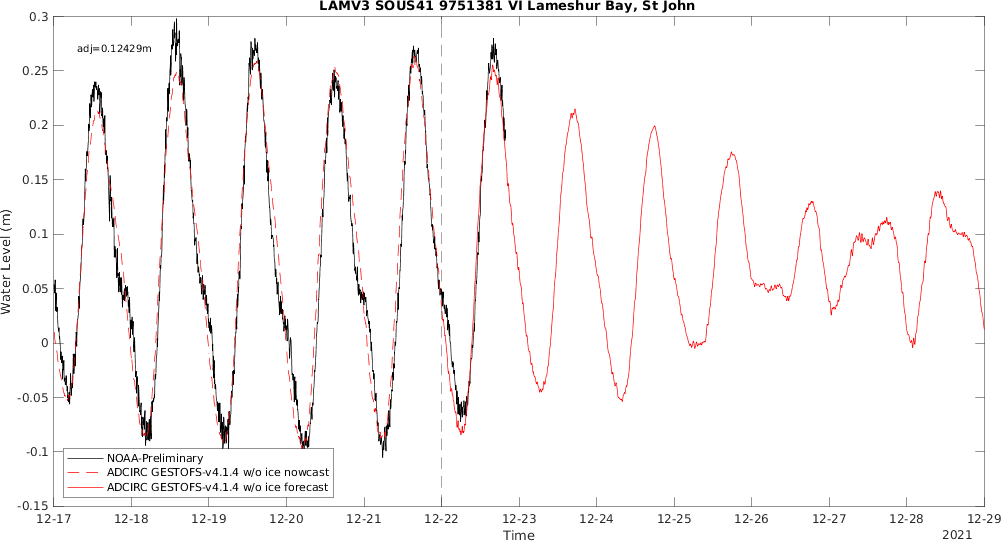 LAMV3 SOUS41 9751381 VI Lameshur Bay, St John
adj=0.12429m
0.3
0.25
0.2
0.15
0.1
0.05
0
-0.05
-0.1
-0.15
Water Level (m)
NOAA-Preliminary
ADCIRC GESTOFS-v4.1.4 w/o ice nowcast
ADCIRC GESTOFS-v4.1.4 w/o ice forecast
12-17 12-18 12-19 12-20 12-21 12-22 12-23 12-24 12-25 12-26 12-27 12-28 12-29
Time
2021